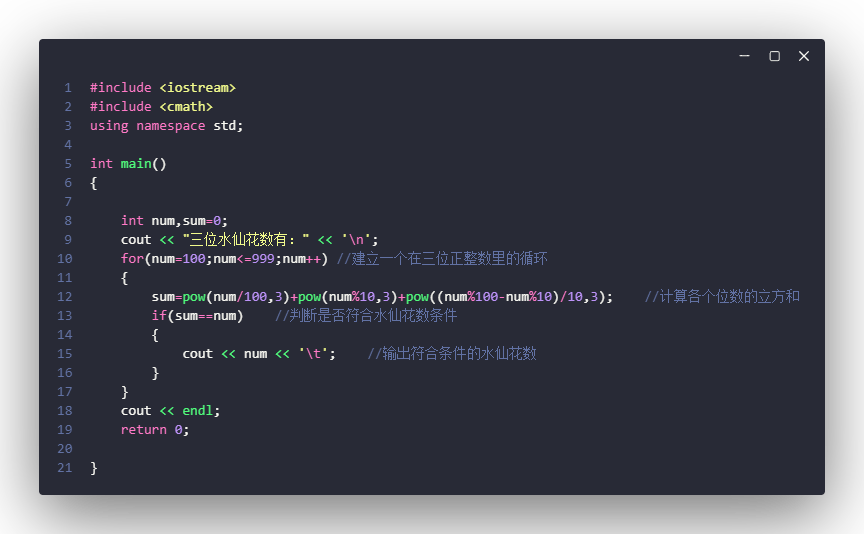 1 #include <iostream>
2 #include <cmath>
3 using namespace std;
4
5 int main()
6 {
7
8     int num,sum=0;
9     cout << "三位水仙花数有：" << '\n';
10     for(num=100;num<=999;num++) //建立一个在三位正整数里的循环
11     {
12         sum=pow(num/100,3)+pow(num%10,3)+pow((num%100-num%10)/10,3);    //计算各个位数的立方和
13         if(sum==num)    //判断是否符合水仙花数条件
14         {
15             cout << num << '\t';    //输出符合条件的水仙花数
16         }
17     }
18     cout << endl;
19     return 0;
20
21 }